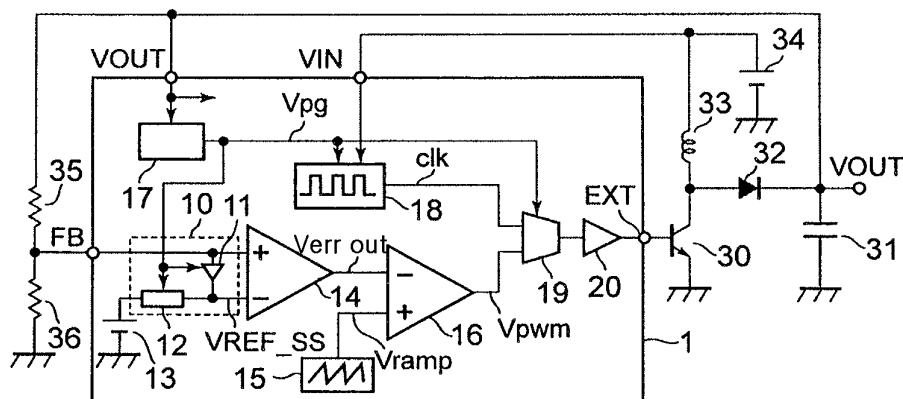 34
VOUT
VIN
33
Vpg
35
17
clk
32
VOUT
10
11
18
EXT
FB
Verr out
31
14
19
20
30
36
12
VREF_SS
16
Vpwm
13
15
Vramp
1